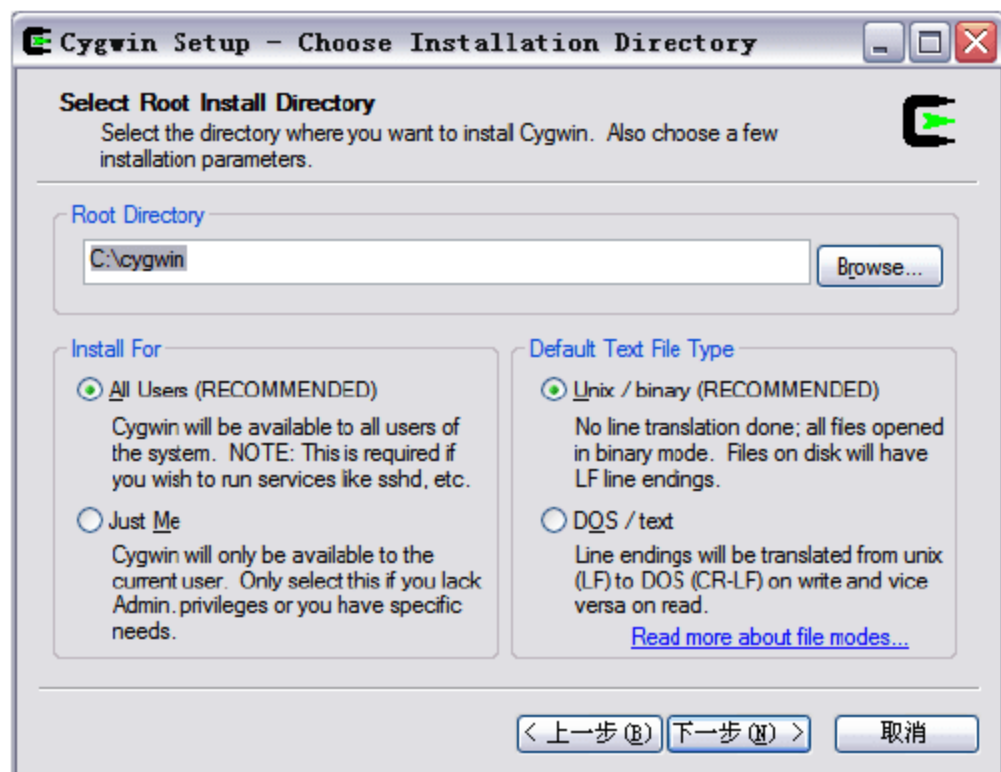 Cygwin Setup - Choose Installation Directory
Select Root Install Directory
Select the directory where you want to install Cygwin. Also choose a few
installation parameters.
Root Directory
C:\cygwin
Browse...
Install For
All Users (RECOMMENDED)
Cygwin will be available to all users of
the system. NOTE: This is required if
you wish to run services like sshd, etc.
Just Me
Cygwin will only be available to the
current user. Only select this if you lack
Admin. privileges or you have specific
needs.
Default Text File Type
Unix / binary (RECOMMENDED)
No line translation done; all files opened
in binary mode. Files on disk will have
LF line endings.
DOS / text
Line endings will be translated from unix
(LF) to DOS (CR-LF) on write and vice
versa on read.
Read more about file modes...
< 上一步(B) 下一步(N) > 取消